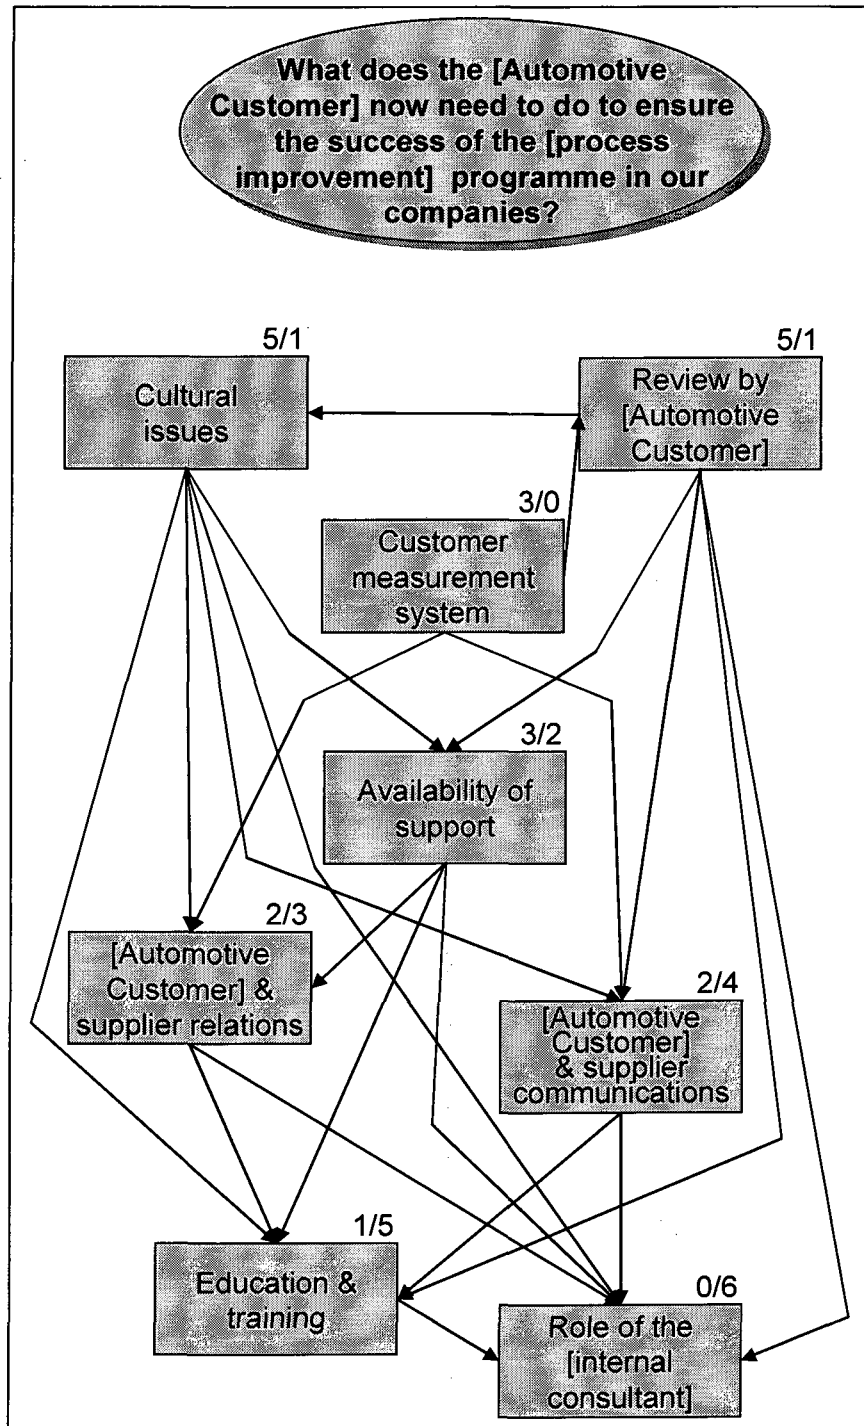 What does the [Automotive
Customer] now need to do to ensure
the success of the [process
improvement] programme in our
companies?
5/1
Cultural
issues
5/1
Review by
[Automotive
Customer]
3/0
Customer
measurement
system
3/2
Availability of
support
2/3
[Automotive
Customer] &
supplier relations
2/4
[Automotive
Customer]
& supplier
communications
1/5
Education &
training
0/6
Role of the
[internal
consultant]